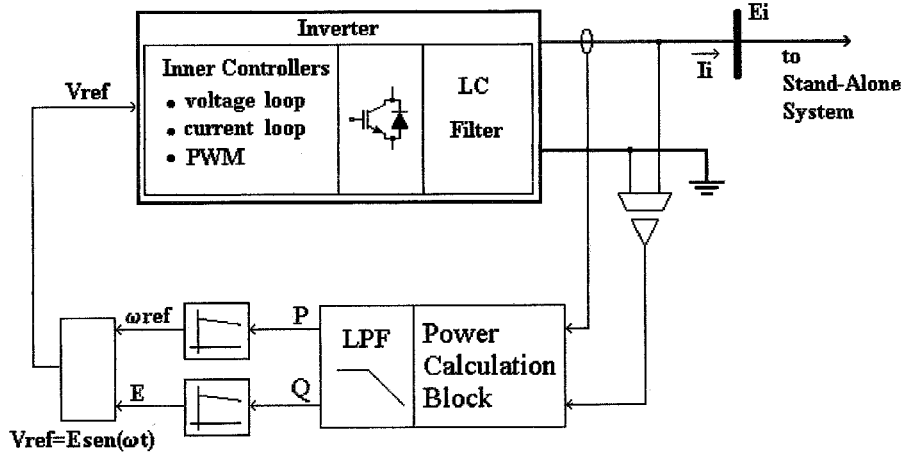 Inverter
Inner Controllers
• voltage loop
• current loop
• PWM
LC
Filter
Vref
Ei
Ii
to
Stand-Alone
System
ωref
P
LPF
Power
Calculation
Block
E
Q
Vref=Esen(ωt)